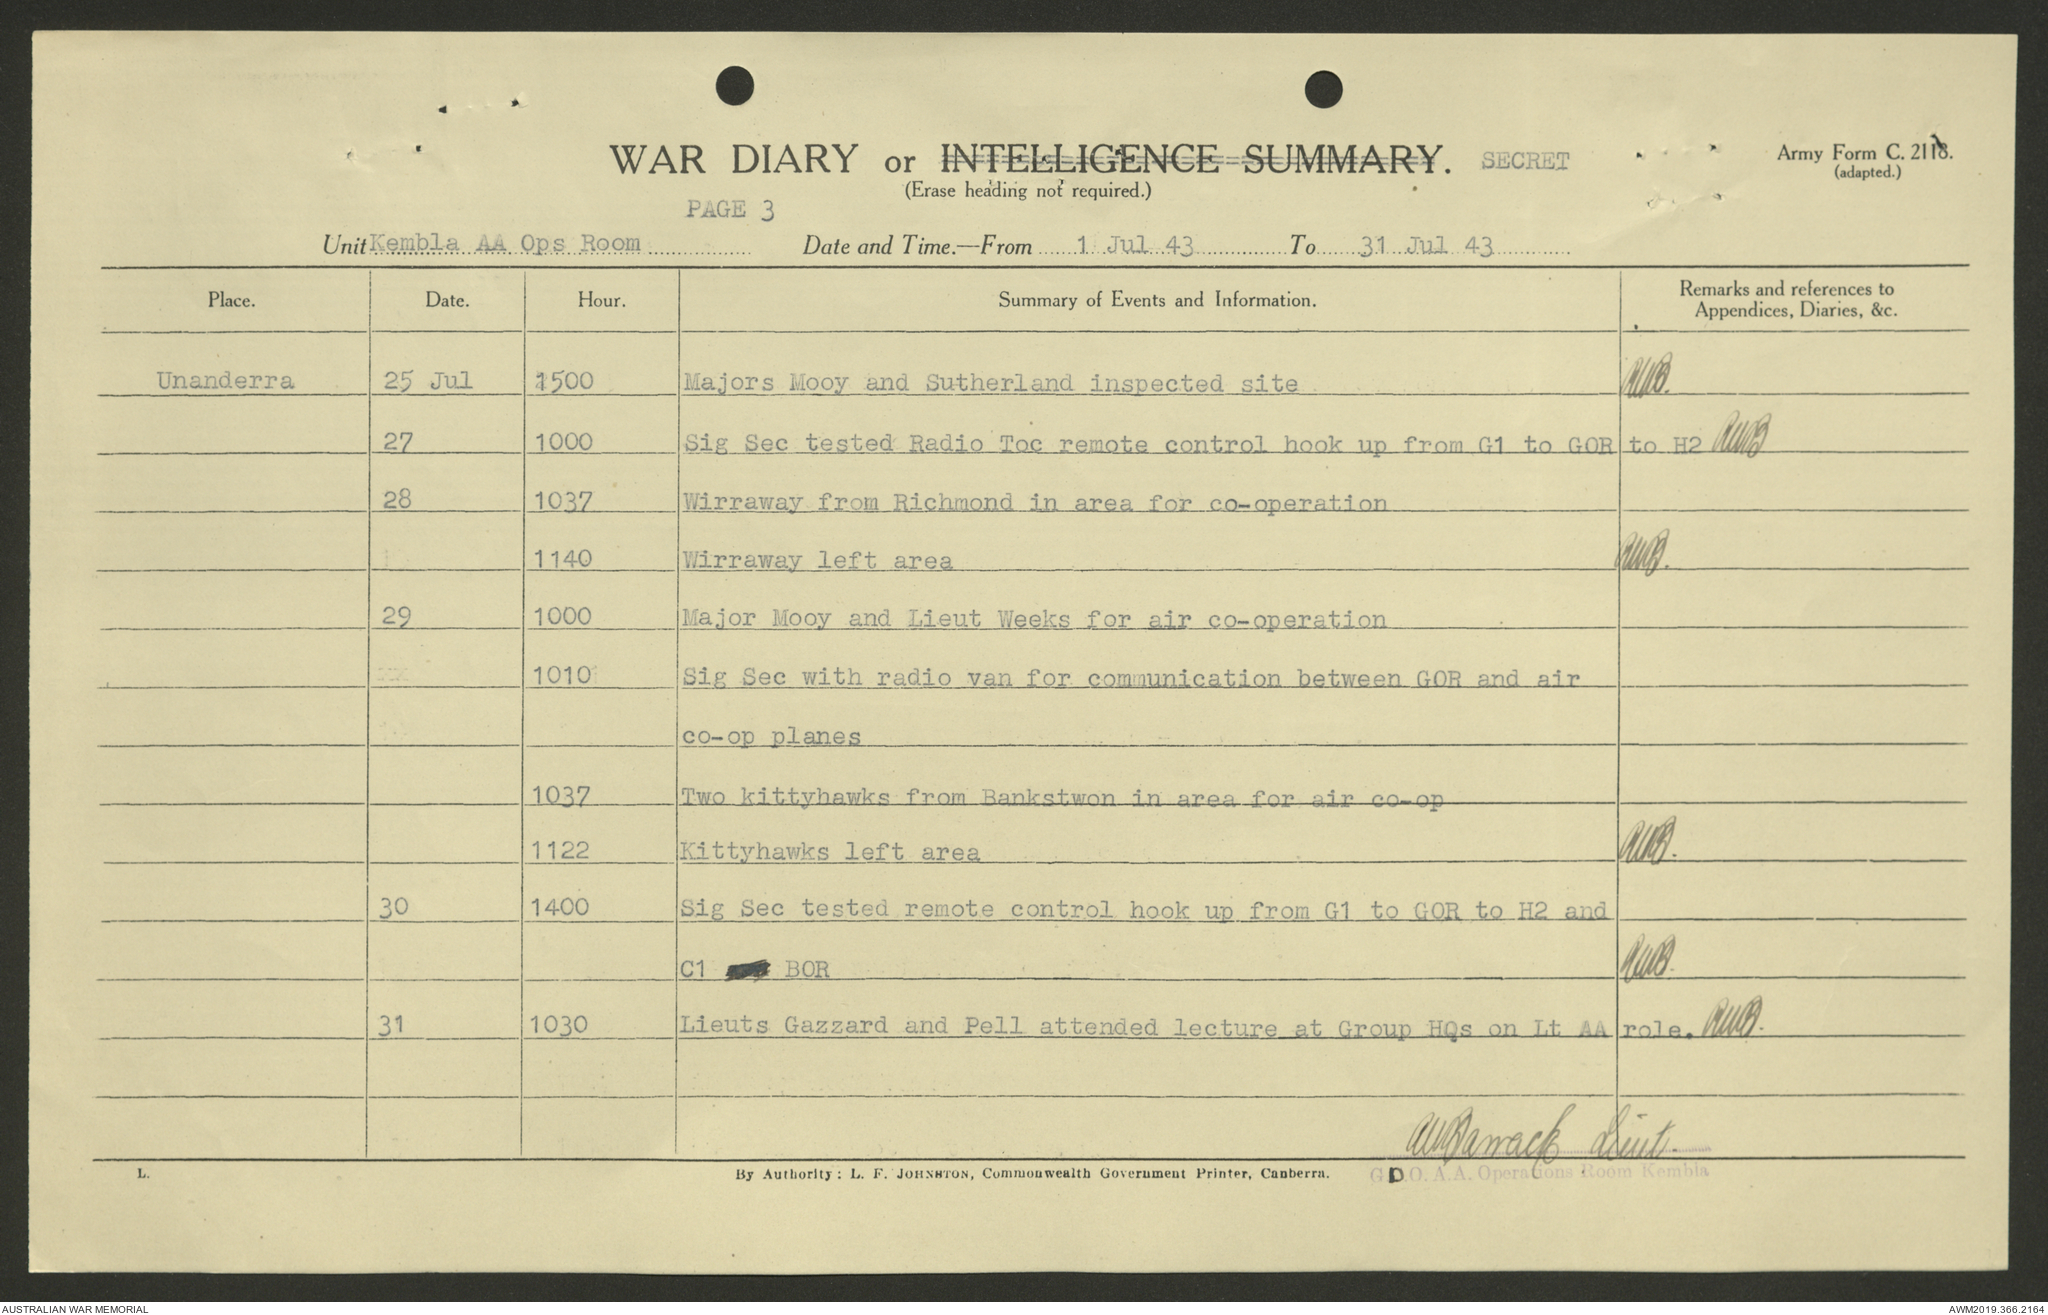 WAR DIARY or INTELLIGENCE SUMMARY. SECRET
Army Form C. 2118.
(adapted.)
(Erase heading not required.)
PAGE 3
Unit Kembla AA Ops Room Date and Time.—From 1 Jul 43 To 31 Jul 43
Place. Date. Hour. Summary of Events and Information. Remarks and references to Appendices, Diaries, &c.
Unanderra 25 Jul 1500 Majors Mooy and Sutherland inspected site AWB.
27 1000 Sig Sec tested Radio Toc remote control hook up from G1 to GOR to H2 AWB
28 1037 Wirraway from Richmond in area for co-operation
1140 Wirraway left area AWB.
29 1000 Major Mooy and Lieut Weeks for air co-operation
1010 Sig Sec with radio van for communication between GOR and air
co-op planes
1037 Two kittyhawks from Bankstwon in area for air co-op
1122 Kittyhawks left area AWB.
30 1400 Sig Sec tested remote control hook up from G1 to GOR to H2 and
C1 BOR AWB.
31 1030 Lieuts Gazzard and Pell attended lecture at Group HQs on Lt AA role. AWB.
Lieut.
G.D.O. A.A. Operations Room Kembla
L. By Authority: L. F. JOHNSTON, Commonwealth Government Printer, Canberra.
AUSTRALIAN WAR MEMORIAL AWM2019.366.2164